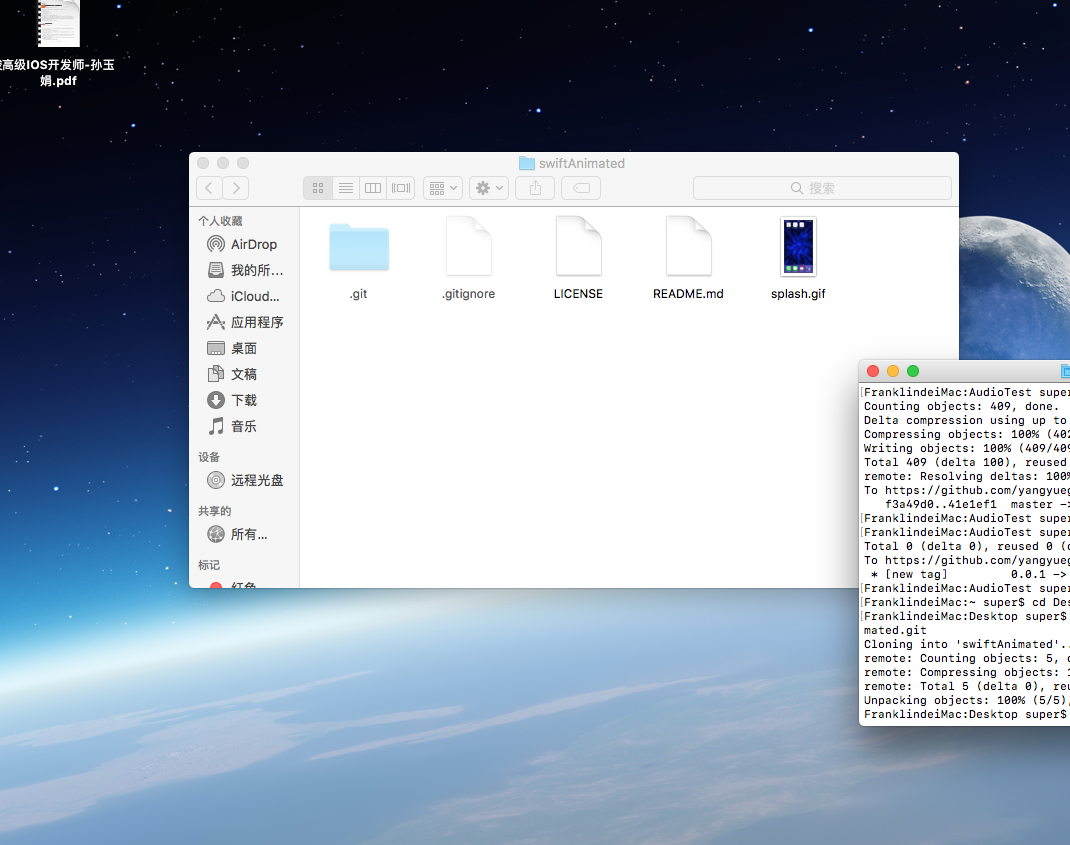 高级IOS开发师-孙玉
娟.pdf
swiftAnimated
搜索
个人收藏
AirDrop
我的所…
iCloud…
应用程序
桌面
文稿
下载
音乐
设备
远程光盘
共享的
所有…
标记
红色
.git
.gitignore
LICENSE
README.md
splash.gif
[FranklindeiMac:AudioTest super
Counting objects: 409, done.
Delta compression using up to
Compressing objects: 100% (402
Writing objects: 100% (409/409
Total 409 (delta 100), reused
remote: Resolving deltas: 100%
To https://github.com/yangyueg
f3a49d0..41e1ef1  master ->
[FranklindeiMac:AudioTest super
[FranklindeiMac:AudioTest super
Total 0 (delta 0), reused 0 (d
To https://github.com/yangyueg
* [new tag]         0.0.1 ->
[FranklindeiMac:AudioTest super
[FranklindeiMac:~ super$ cd Des
[FranklindeiMac:Desktop super$
mated.git
Cloning into 'swiftAnimated'..
remote: Counting objects: 5, d
remote: Compressing objects: 1
remote: Total 5 (delta 0), reu
Unpacking objects: 100% (5/5),
FranklindeiMac:Desktop super$